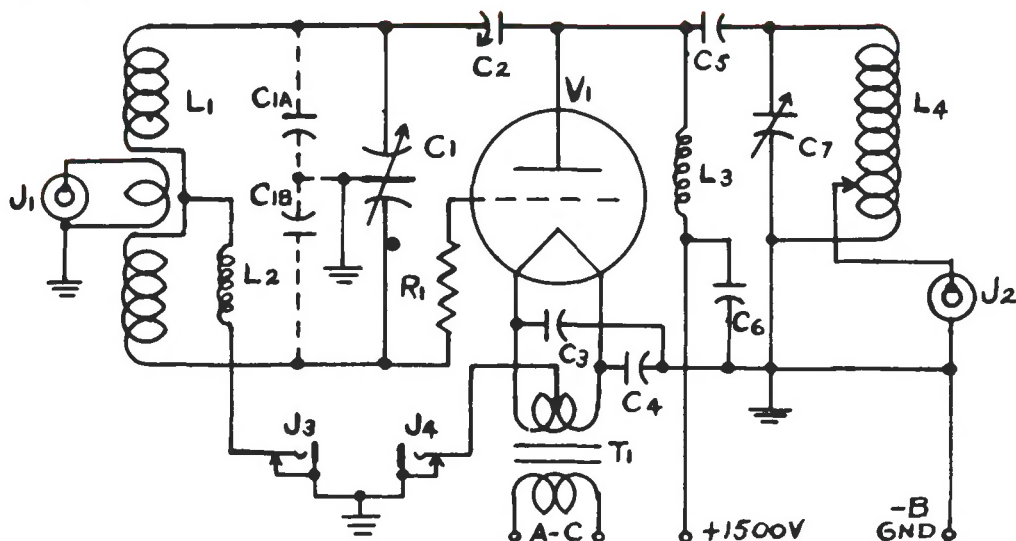 C2
C5
V1
L1
C1A
C1
L3
C7
L4
J1
C1B
L2
R1
J2
C3
C6
C4
J3
J4
T1
A-C
+1500V
-B
GND